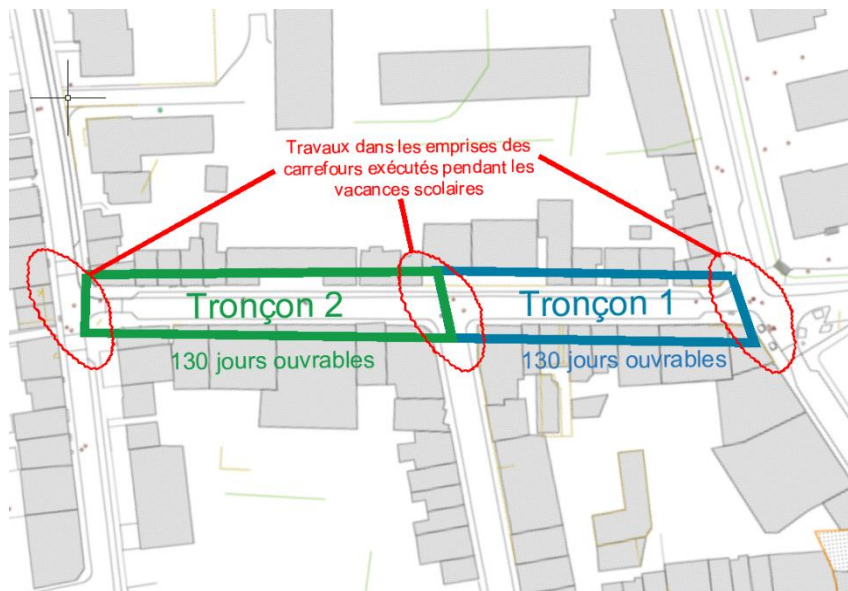 Travaux dans les emprises des
carrefours exécutés pendant les
vacances scolaires
Tronçon 2
Tronçon 1
130 jours ouvrables
130 jours ouvrables